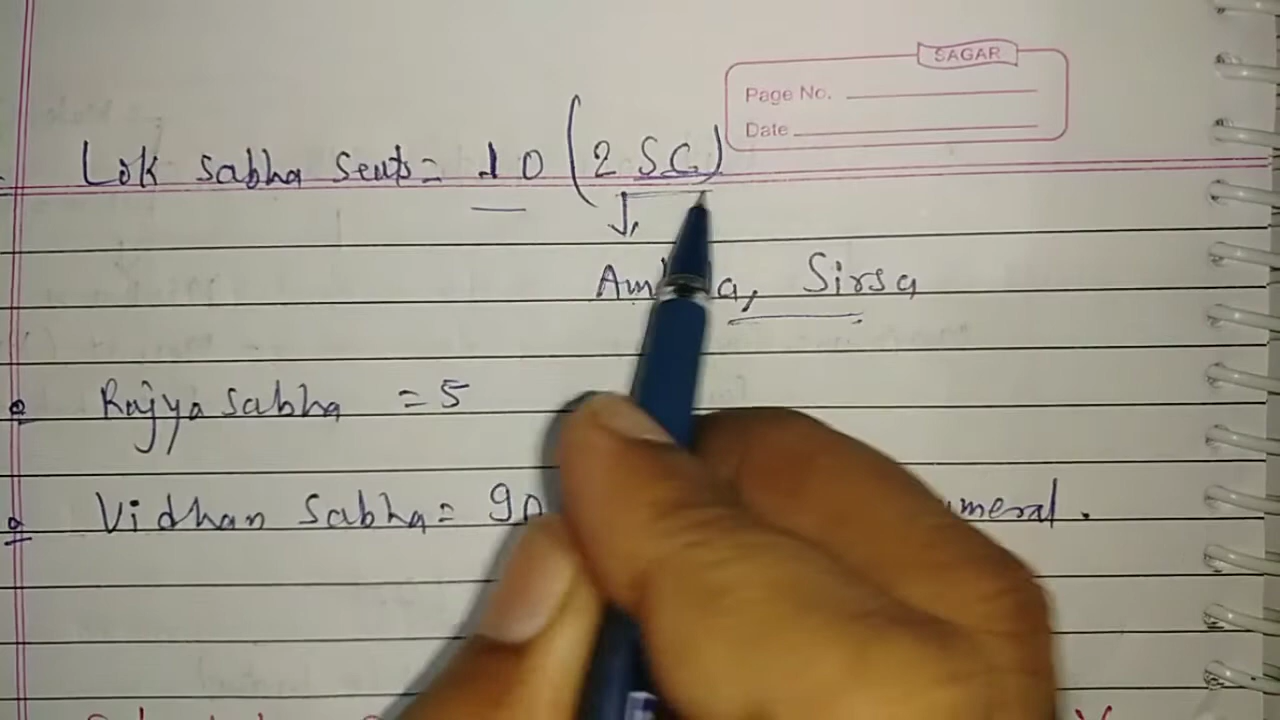 SAGAR
Page No.
Date
Lok Sabha Seats = 10 (2 SC)
Sirsa
Rajya Sabha = 5
Vidhan Sabha = 90